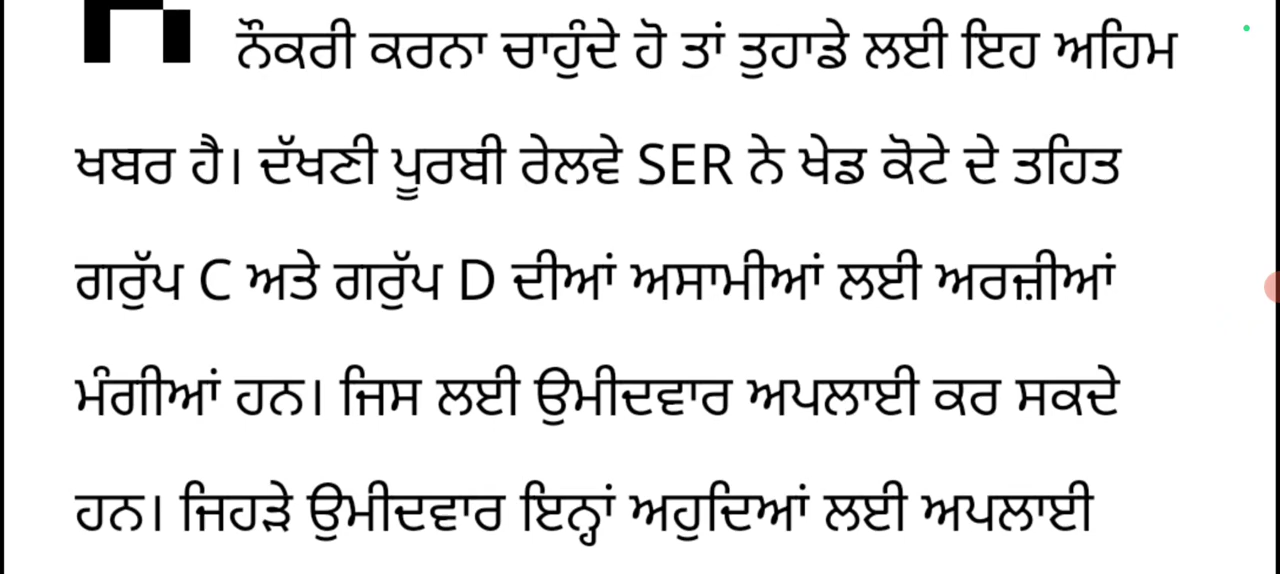 ਨੌਕਰੀ ਕਰਨਾ ਚਾਹੁੰਦੇ ਹੋ ਤਾਂ ਤੁਹਾਡੇ ਲਈ ਇਹ ਅਹਿਮ
ਖਬਰ ਹੈ। ਦੱਖਣੀ ਪੂਰਬੀ ਰੇਲਵੇ SER ਨੇ ਖੇਡ ਕੋਟੇ ਦੇ ਤਹਿਤ
ਗਰੁੱਪ C ਅਤੇ ਗਰੁੱਪ D ਦੀਆਂ ਅਸਾਮੀਆਂ ਲਈ ਅਰਜ਼ੀਆਂ
ਮੰਗੀਆਂ ਹਨ। ਜਿਸ ਲਈ ਉਮੀਦਵਾਰ ਅਪਲਾਈ ਕਰ ਸਕਦੇ
ਹਨ। ਜਿਹੜੇ ਉਮੀਦਵਾਰ ਇਨ੍ਹਾਂ ਅਹੁਦਿਆਂ ਲਈ ਅਪਲਾਈ